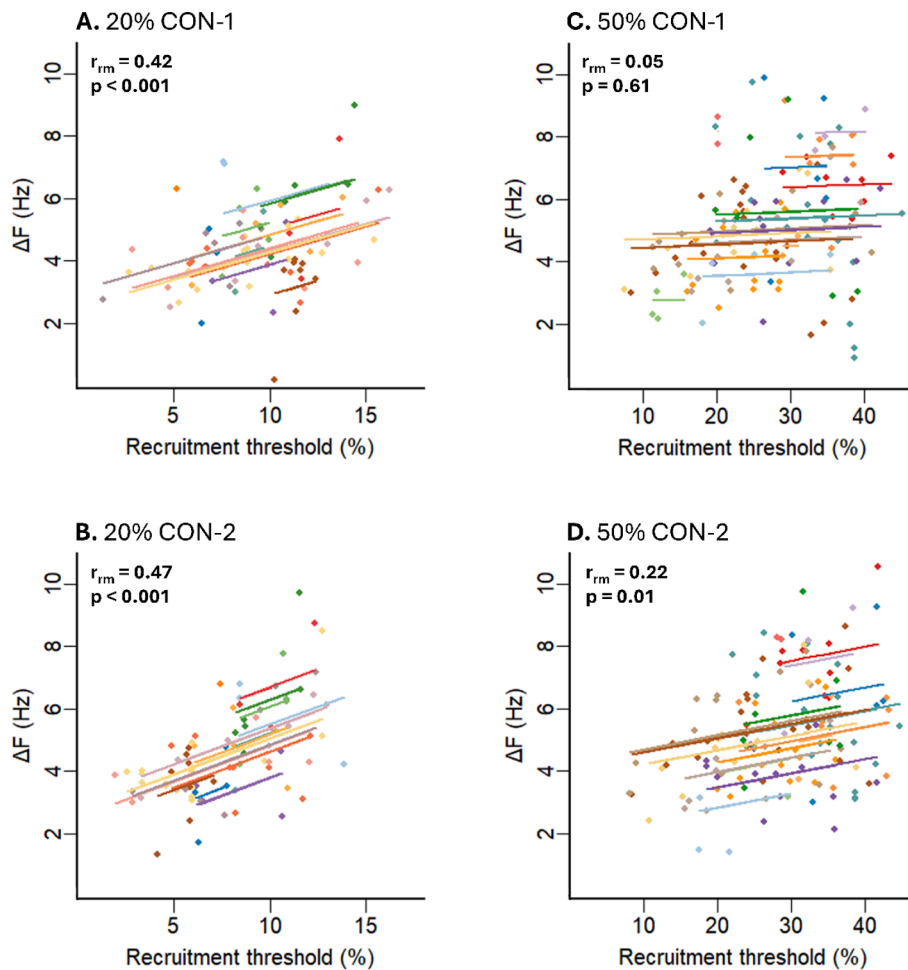 A. 20% CON-1
r_rm = 0.42
p < 0.001
10
8
6
4
2
ΔF (Hz)
5 10 15
Recruitment threshold (%)
C. 50% CON-1
r_rm = 0.05
p = 0.61
10
8
6
4
2
ΔF (Hz)
10 20 30 40
Recruitment threshold (%)
B. 20% CON-2
r_rm = 0.47
p < 0.001
10
8
6
4
2
ΔF (Hz)
5 10 15
Recruitment threshold (%)
D. 50% CON-2
r_rm = 0.22
p = 0.01
10
8
6
4
2
ΔF (Hz)
10 20 30 40
Recruitment threshold (%)